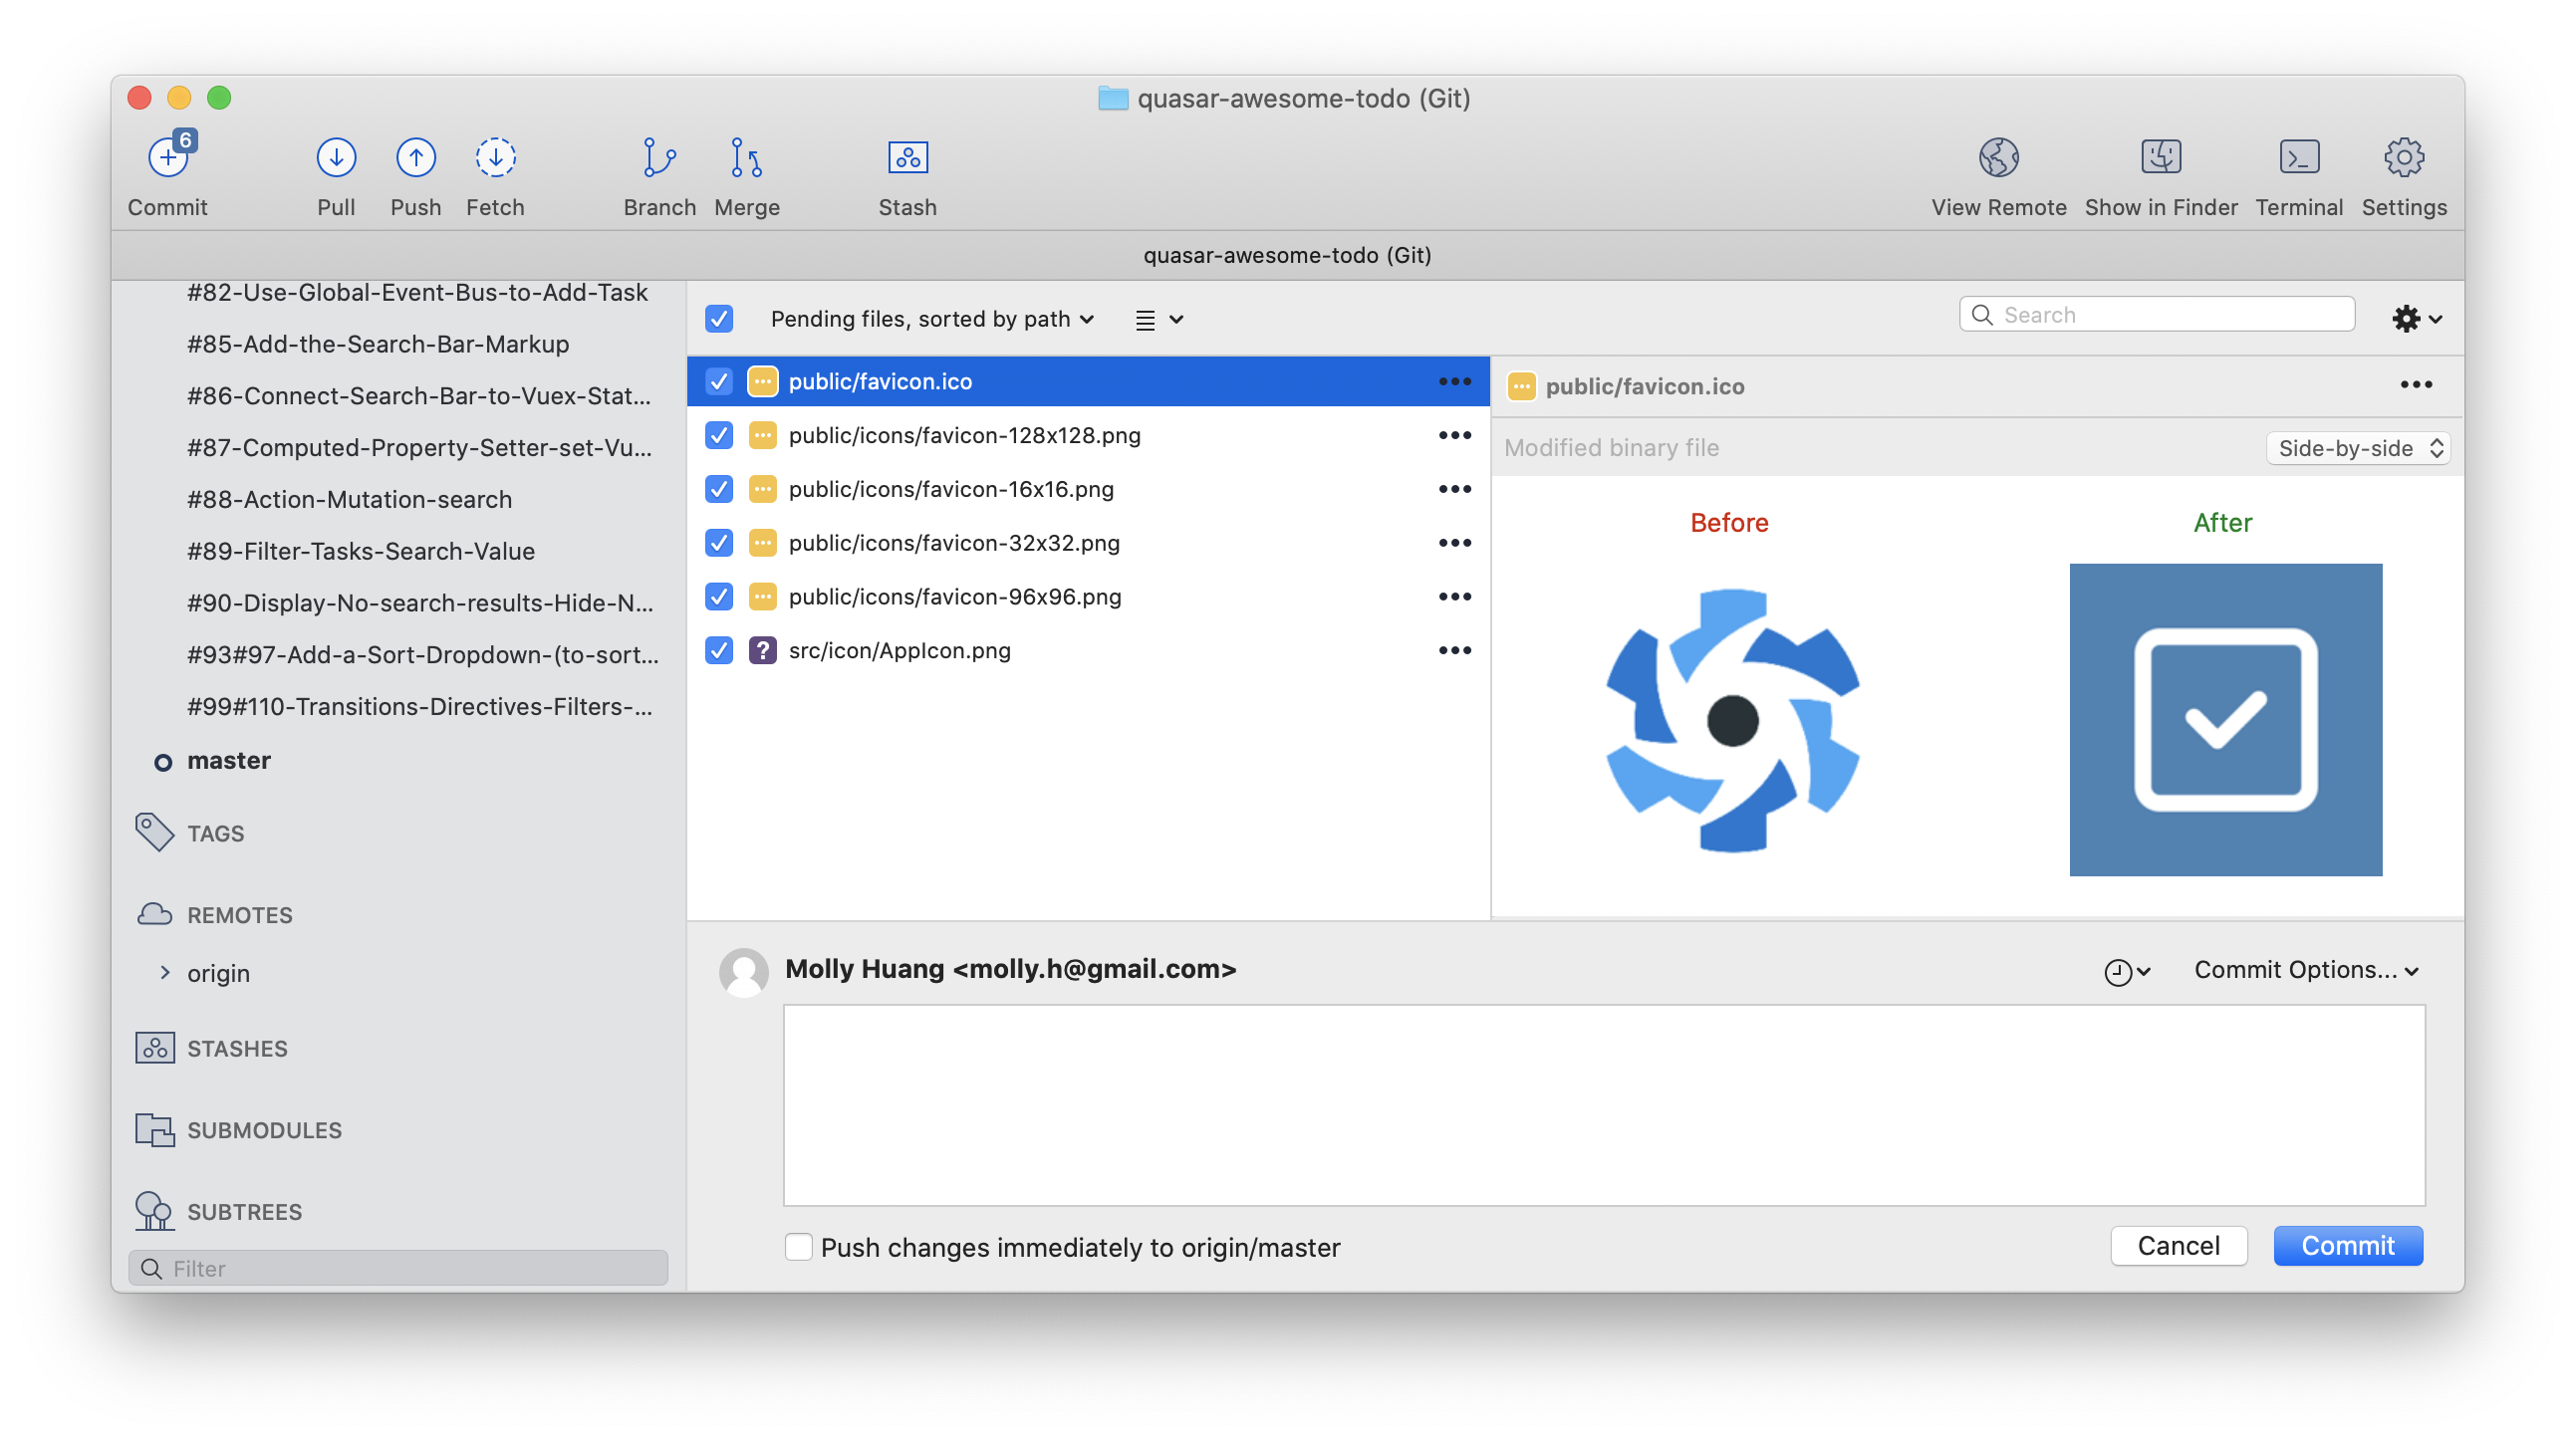 quasar-awesome-todo (Git)
6
Commit
Pull
Push
Fetch
Branch
Merge
Stash
View Remote
Show in Finder
Terminal
Settings
quasar-awesome-todo (Git)
#82-Use-Global-Event-Bus-to-Add-Task
#85-Add-the-Search-Bar-Markup
#86-Connect-Search-Bar-to-Vuex-Stat...
#87-Computed-Property-Setter-set-Vu...
#88-Action-Mutation-search
#89-Filter-Tasks-Search-Value
#90-Display-No-search-results-Hide-N...
#93#97-Add-a-Sort-Dropdown-(to-sort...
#99#110-Transitions-Directives-Filters-...
master
TAGS
REMOTES
origin
STASHES
SUBMODULES
SUBTREES
Filter
Pending files, sorted by path
Search
public/favicon.ico
public/icons/favicon-128x128.png
public/icons/favicon-16x16.png
public/icons/favicon-32x32.png
public/icons/favicon-96x96.png
? src/icon/AppIcon.png
public/favicon.ico
Modified binary file
Side-by-side
Before
After
Molly Huang <molly.h@gmail.com>
Commit Options...
Push changes immediately to origin/master
Cancel
Commit